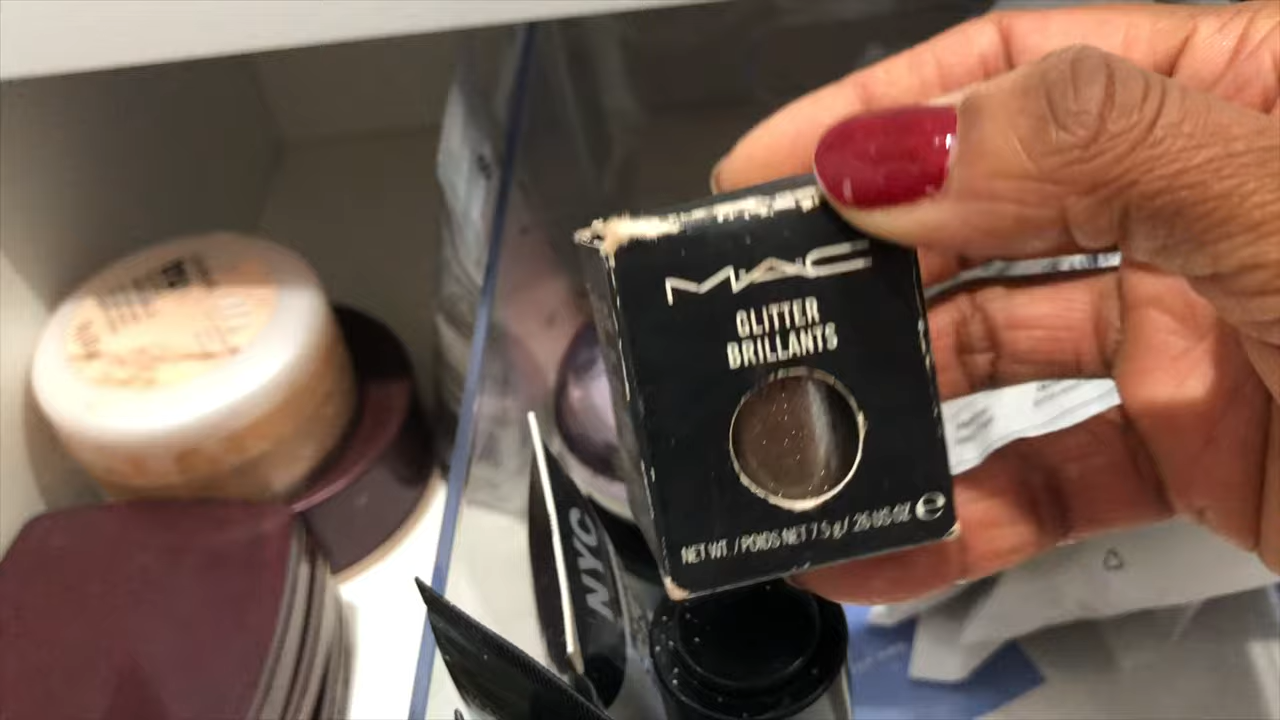 MAC
GLITTER
BRILLANTS
NET WT. / POIDS NET 7.5 g / .26 US OZ e
NYC